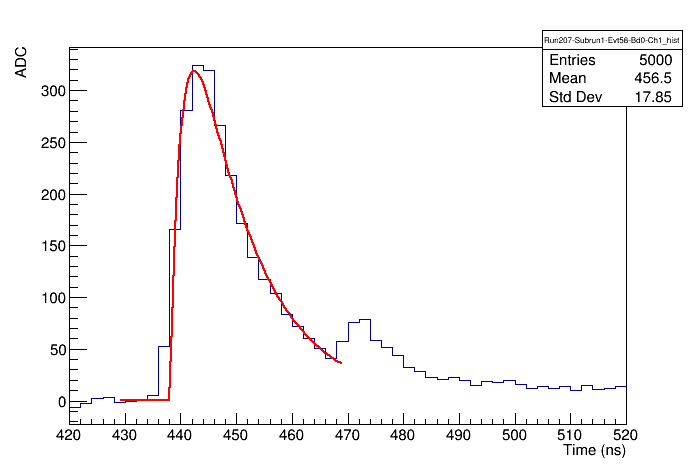 Run207-Subrun1-Evt56-Bd0-Ch1_hist
Entries 5000
Mean 456.5
Std Dev 17.85
ADC
300
250
200
150
100
50
0
420 430 440 450 460 470 480 490 500 510 520
Time (ns)